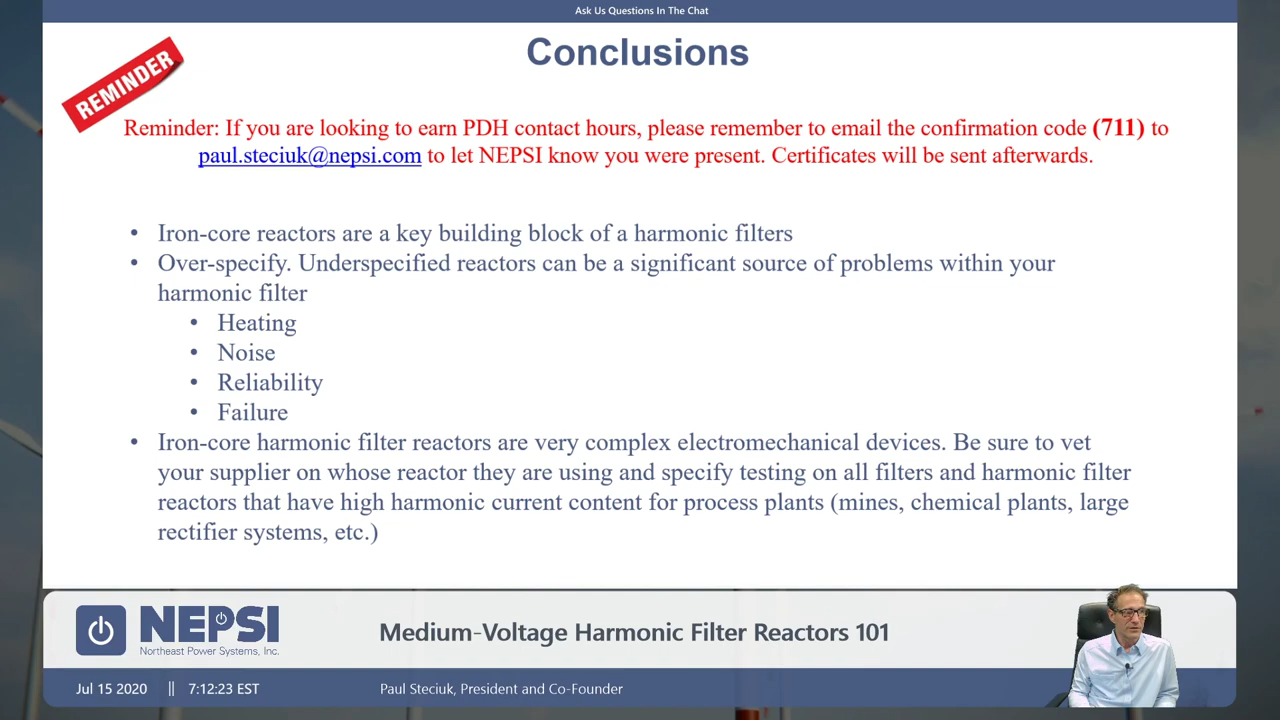 Ask Us Questions In The Chat
Conclusions
REMINDER
Reminder: If you are looking to earn PDH contact hours, please remember to email the confirmation code (711) to
paul.steciuk@nepsi.com to let NEPSI know you were present. Certificates will be sent afterwards.
• Iron-core reactors are a key building block of a harmonic filters
• Over-specify. Underspecified reactors can be a significant source of problems within your
harmonic filter
• Heating
• Noise
• Reliability
• Failure
• Iron-core harmonic filter reactors are very complex electromechanical devices. Be sure to vet
your supplier on whose reactor they are using and specify testing on all filters and harmonic filter
reactors that have high harmonic current content for process plants (mines, chemical plants, large
rectifier systems, etc.)
NEPSI
Northeast Power Systems, Inc.
Medium-Voltage Harmonic Filter Reactors 101
Jul 15 2020 || 7:12:23 EST
Paul Steciuk, President and Co-Founder